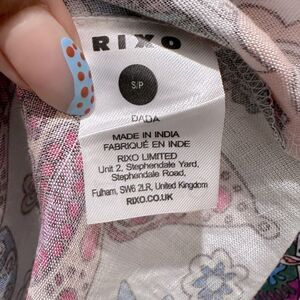 RIXO
S/P
DADA
MADE IN INDIA
FABRIQUÉ EN INDE
RIXO LIMITED
Unit 2, Stephendale Yard,
Stephendale Road,
Fulham, SW6 2LR, United Kingdom
RIXO.CO.UK